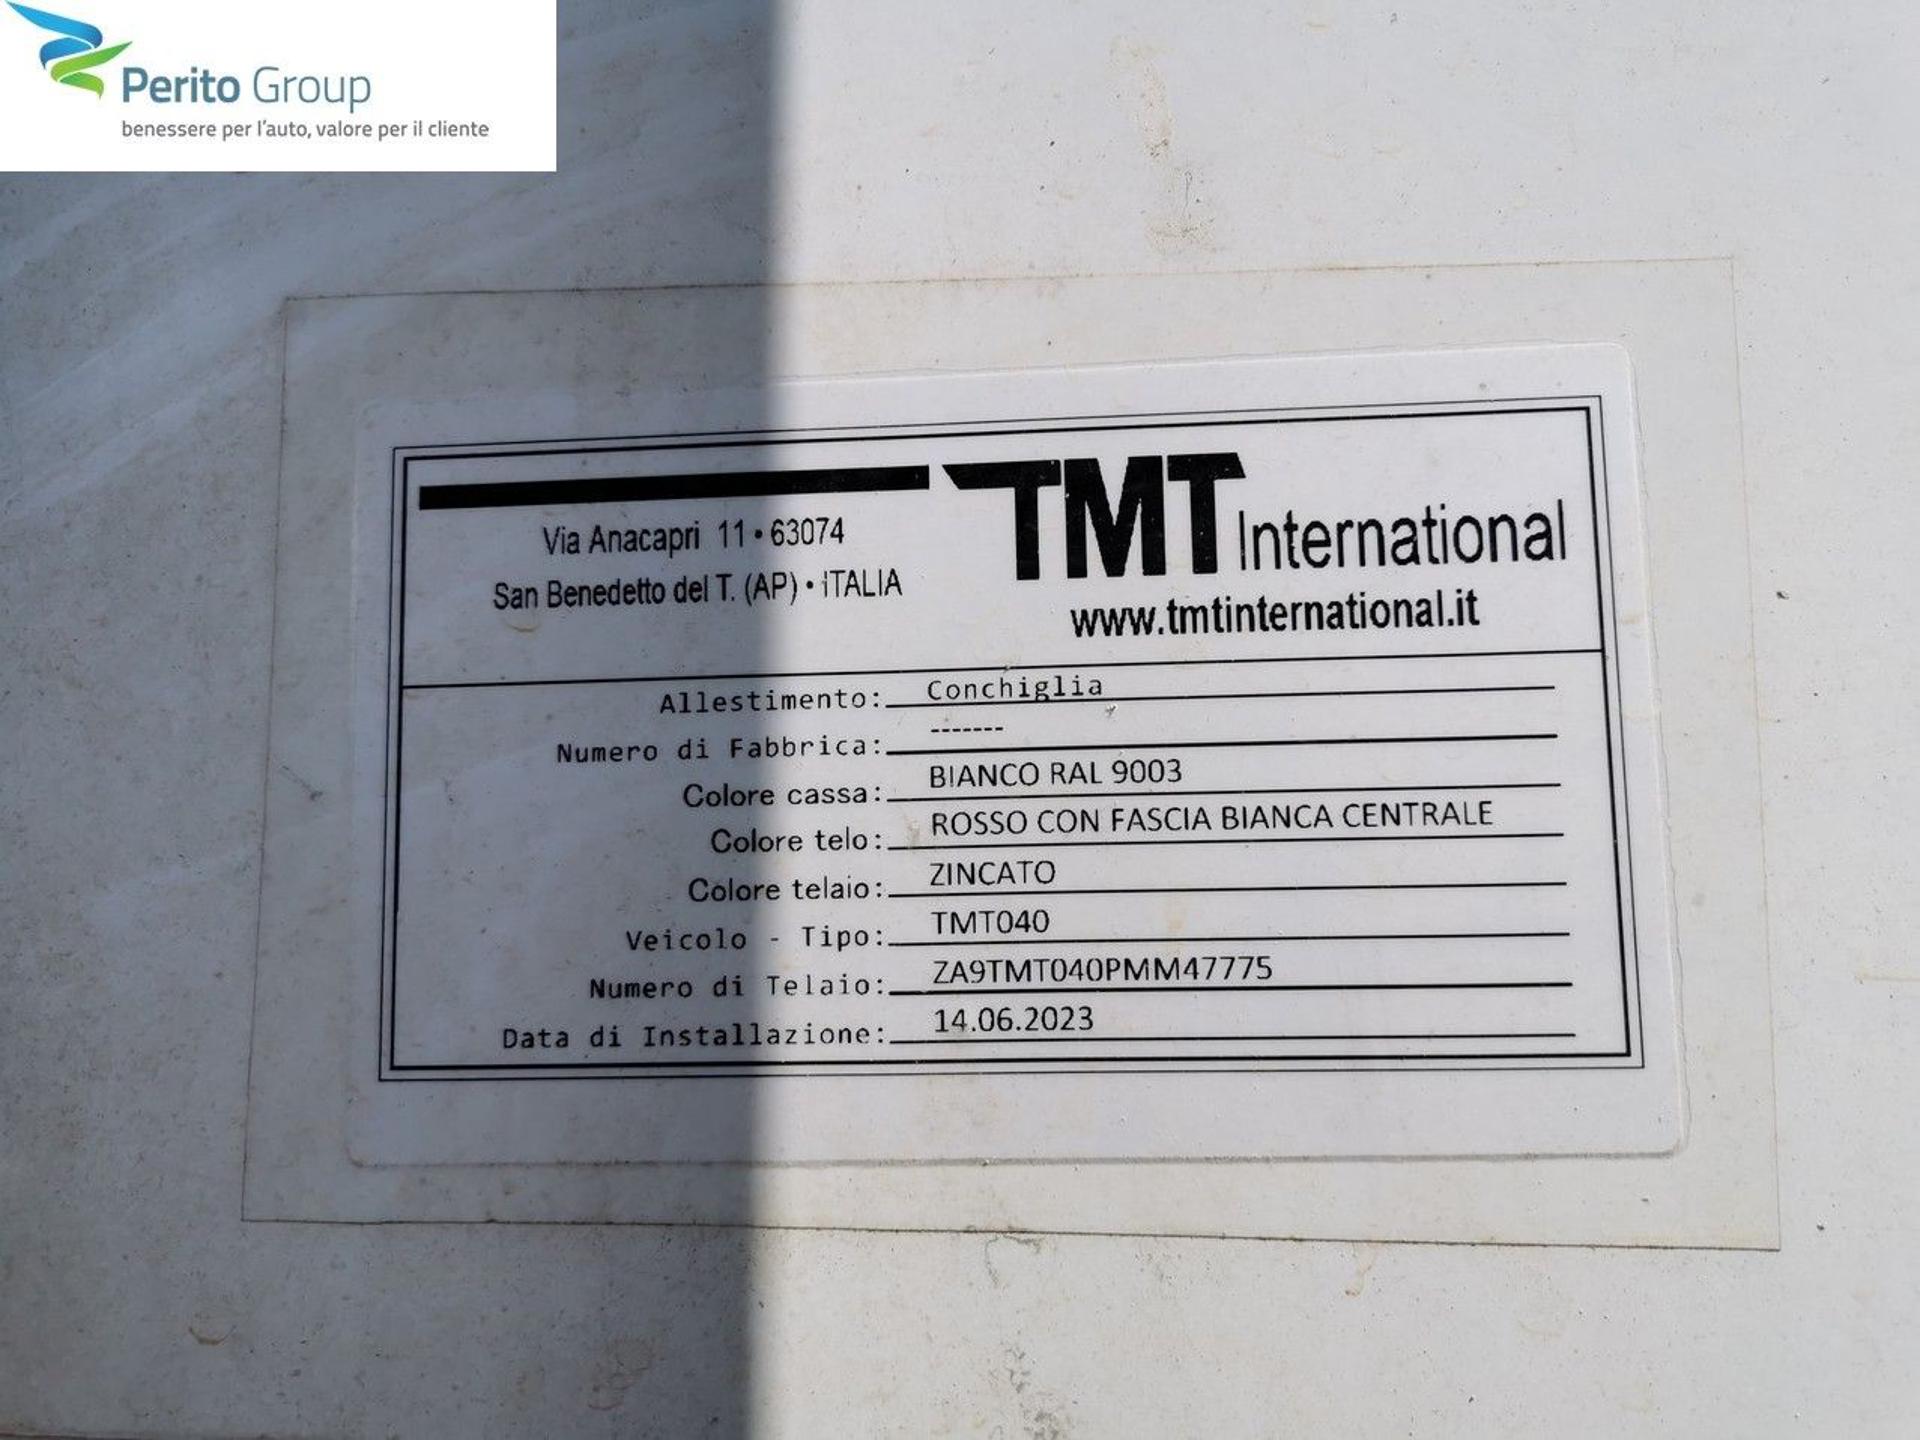 Perito Group
benessere per l'auto, valore per il cliente
TMT International
Via Anacapri 11 • 63074
San Benedetto del T. (AP) • ITALIA
www.tmtinternational.it
Allestimento: Conchiglia
Numero di Fabbrica: -------
Colore cassa: BIANCO RAL 9003
Colore telo: ROSSO CON FASCIA BIANCA CENTRALE
Colore telaio: ZINCATO
Veicolo - Tipo: TMT040
Numero di Telaio: ZA9TMT040PMM47775
Data di Installazione: 14.06.2023